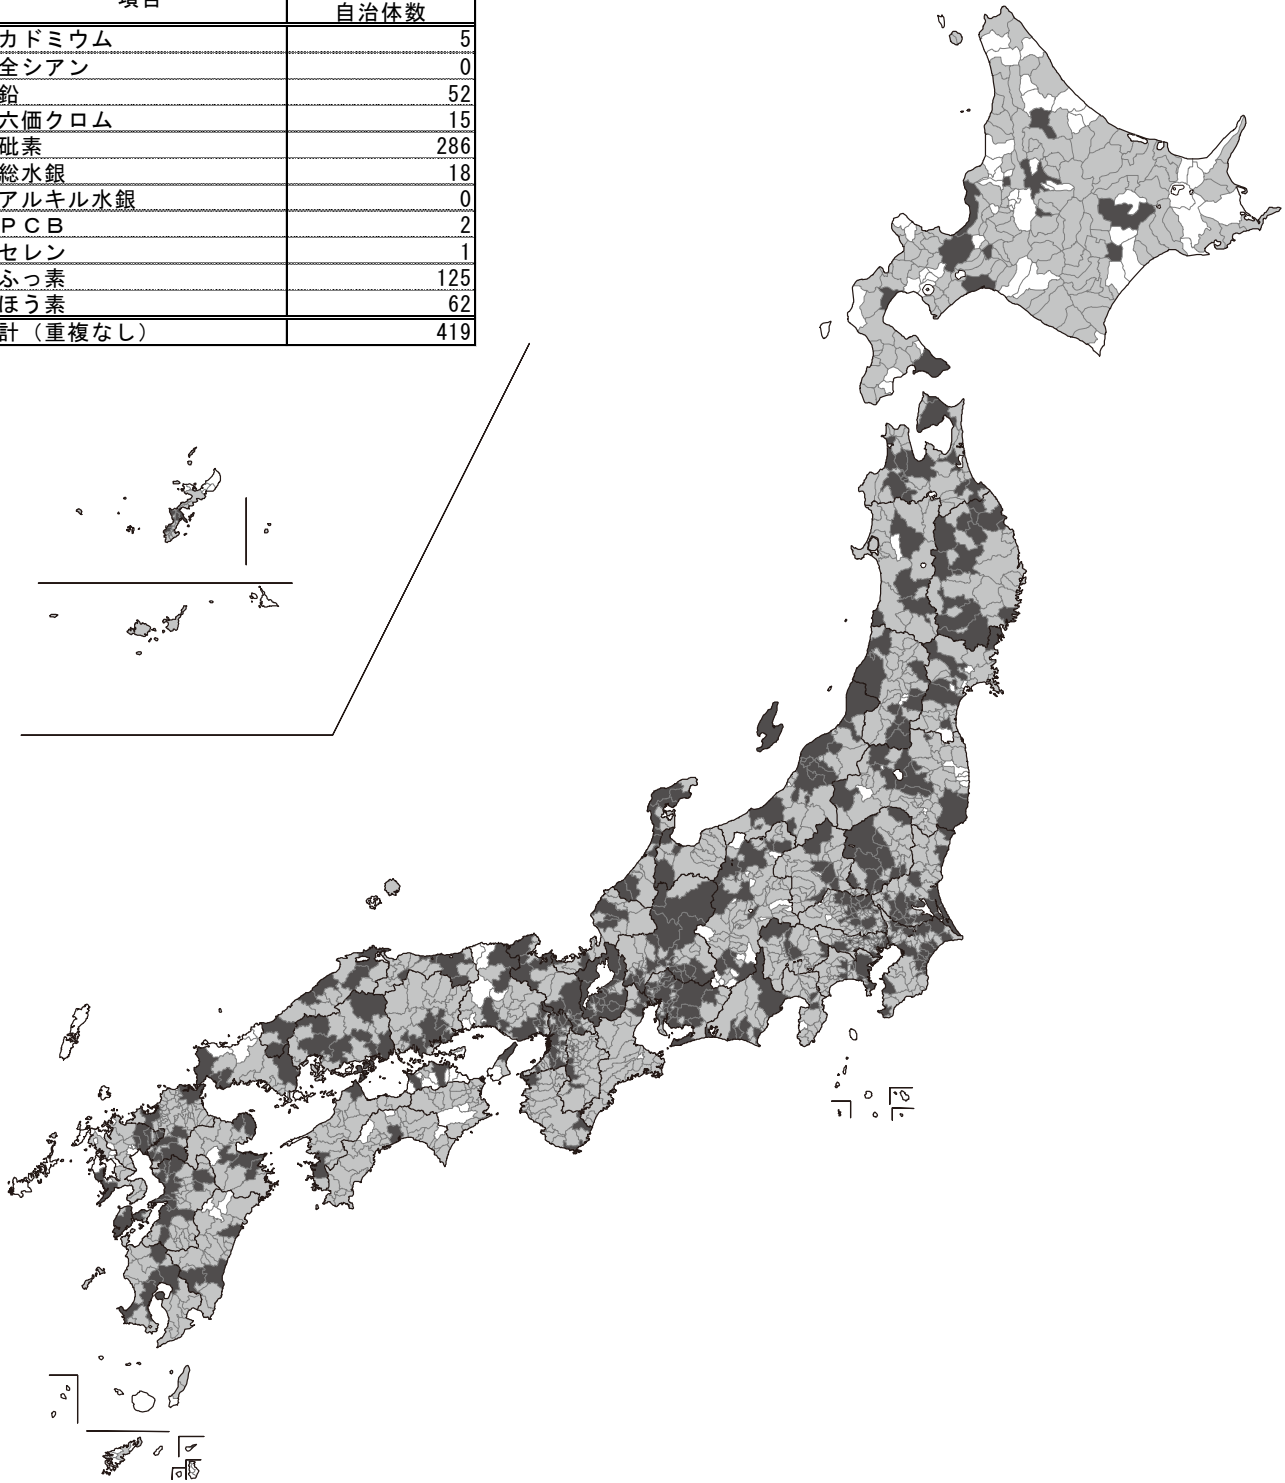 項目
自治体数
カドミウム 5
全シアン 0
鉛 52
六価クロム 15
砒素 286
総水銀 18
アルキル水銀 0
ＰＣＢ 2
セレン 1
ふっ素 125
ほう素 62
計（重複なし） 419